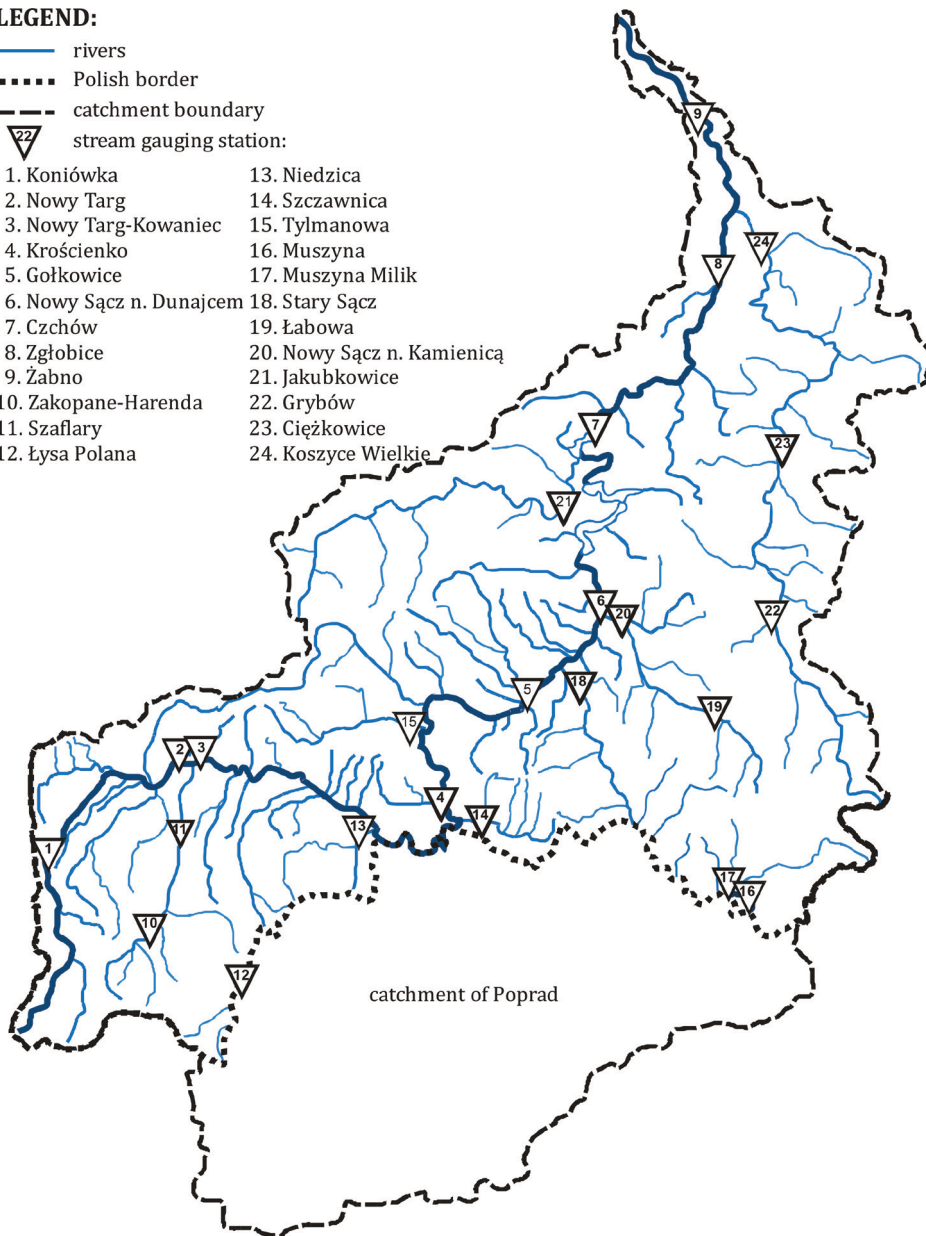 LEGEND:
rivers
Polish border
catchment boundary
22 stream gauging station:
1. Koniówka
2. Nowy Targ
3. Nowy Targ-Kowaniec
4. Krościenko
5. Gołkowice
6. Nowy Sącz n. Dunajcem
7. Czchów
8. Zgłobice
9. Żabno
10. Zakopane-Harenda
11. Szaflary
12. Łysa Polana
13. Niedzica
14. Szczawnica
15. Tylmanowa
16. Muszyna
17. Muszyna Milik
18. Stary Sącz
19. Łabowa
20. Nowy Sącz n. Kamienicą
21. Jakubkowice
22. Grybów
23. Ciężkowice
24. Koszyce Wielkie
9
24
8
7
23
21
6
20
22
5
18
19
15
2
3
4
14
11
13
1
17
16
10
12
catchment of Poprad